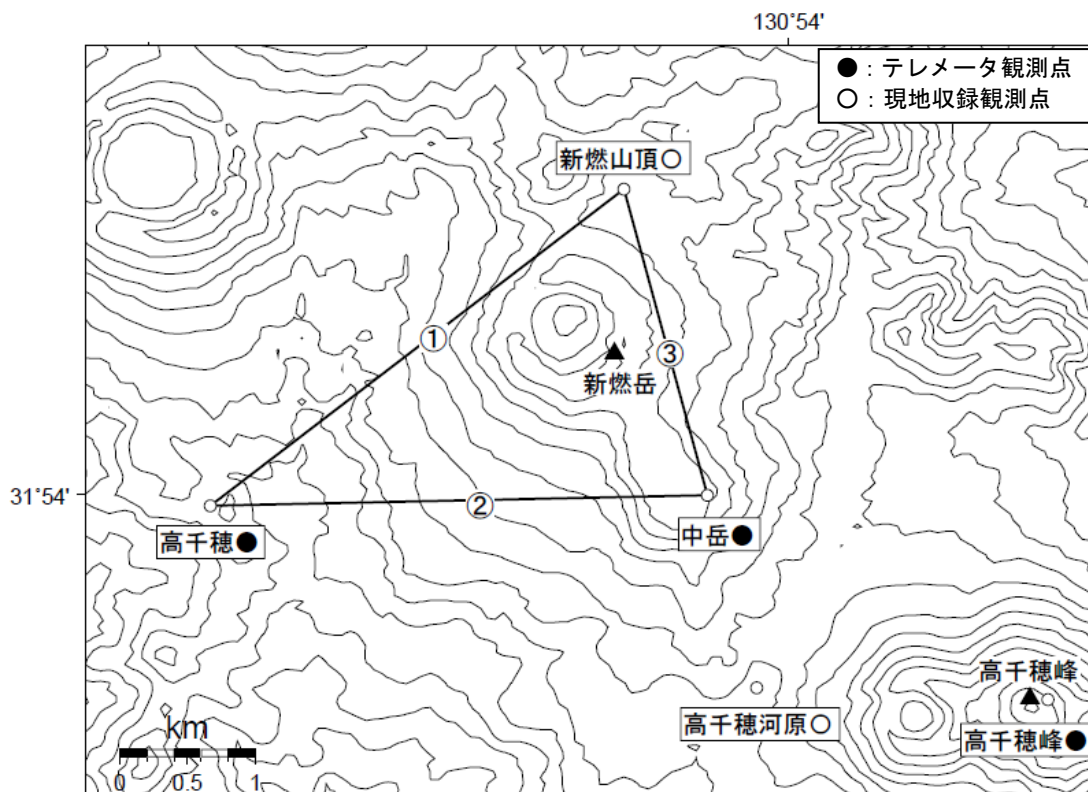 130°54'
●：テレメータ観測点
○：現地収録観測点
新燃山頂○
①
③
新燃岳
31°54'
②
高千穂●
中岳●
高千穂峰
km
高千穂河原○
高千穂峰●
0 0.5 1